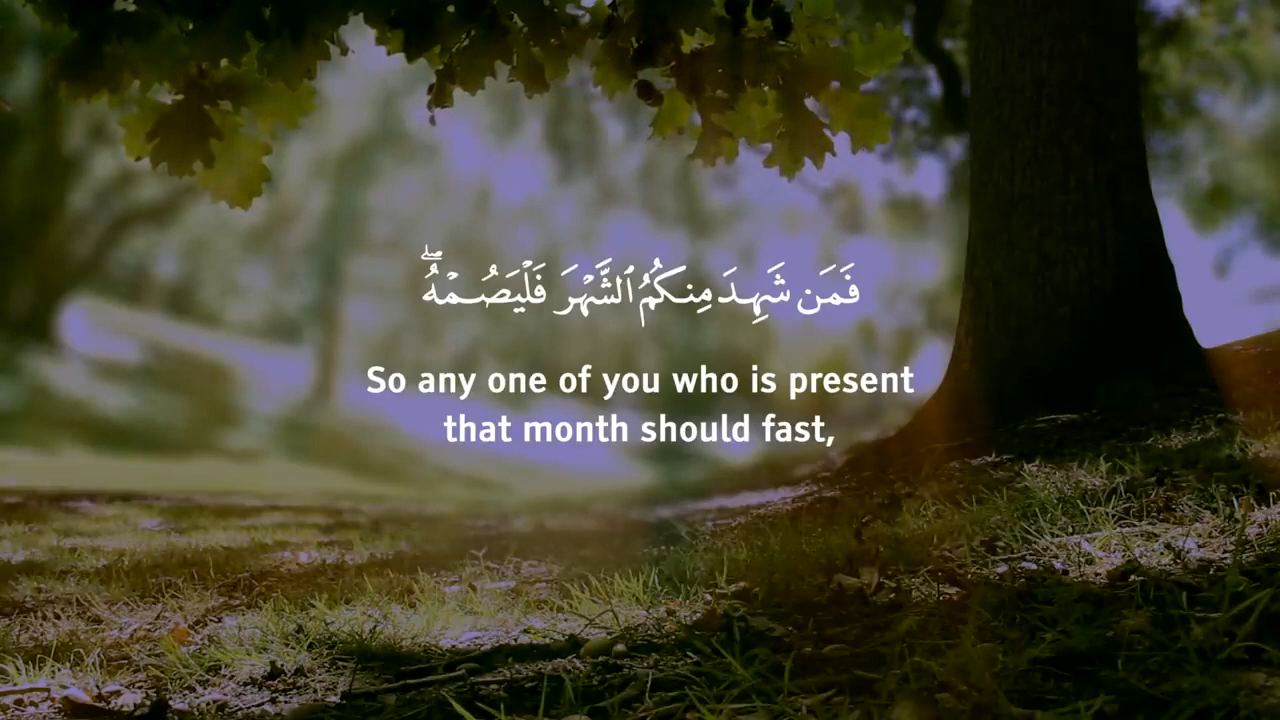 فَمَن شَهِدَ مِنكُمُ ٱلشَّهْرَ فَلْيَصُمْهُ ۖ
So any one of you who is present
that month should fast,